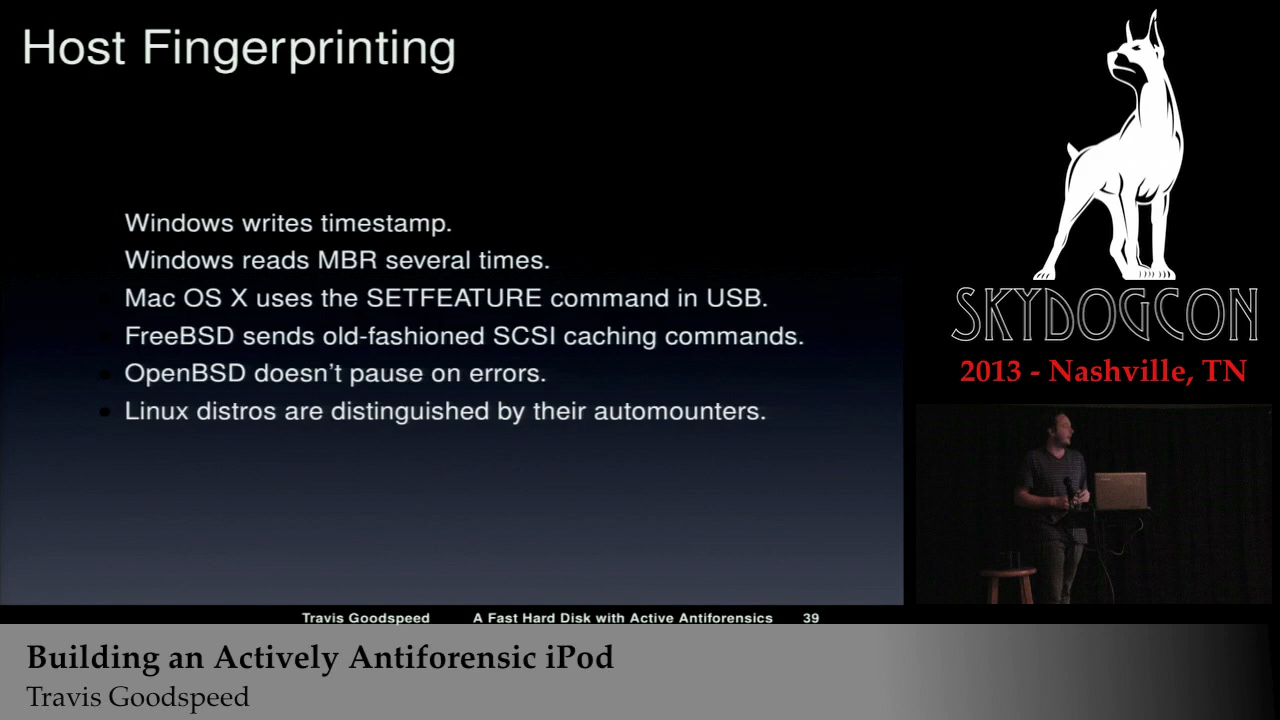 Host Fingerprinting
Windows writes timestamp.
Windows reads MBR several times.
Mac OS X uses the SETFEATURE command in USB.
FreeBSD sends old-fashioned SCSI caching commands.
OpenBSD doesn't pause on errors.
Linux distros are distinguished by their automounters.
Travis Goodspeed A Fast Hard Disk with Active Antiforensics 39
SKYDOGCON
2013 - Nashville, TN
Building an Actively Antiforensic iPod
Travis Goodspeed